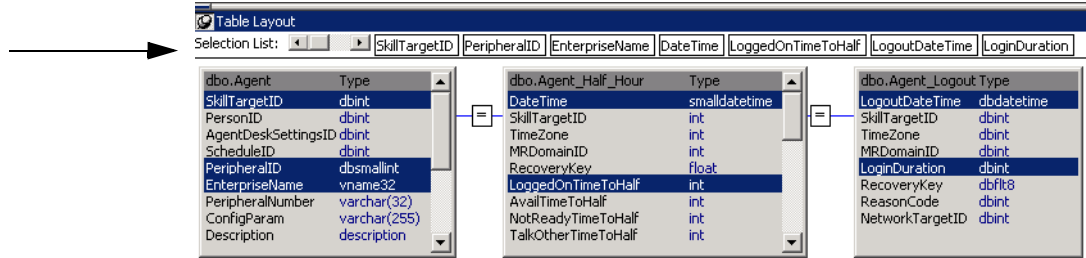 Table Layout
Selection List: SkillTargetID PeripheralID EnterpriseName DateTime LoggedOnTimeToHalf LogoutDateTime LoginDuration
dbo.Agent Type
SkillTargetID dbint
PersonID dbint
AgentDeskSettingsID dbint
ScheduleID dbint
PeripheralID dbsmallint
EnterpriseName vname32
PeripheralNumber varchar(32)
ConfigParam varchar(255)
Description description
=
dbo.Agent_Half_Hour Type
DateTime smalldatetime
SkillTargetID int
TimeZone int
MRDomainID int
RecoveryKey float
LoggedOnTimeToHalf int
AvailTimeToHalf int
NotReadyTimeToHalf int
TalkOtherTimeToHalf int
=
dbo.Agent_Logout Type
LogoutDateTime dbdatetime
SkillTargetID dbint
TimeZone dbint
MRDomainID dbint
LoginDuration dbint
RecoveryKey dbflt8
ReasonCode dbint
NetworkTargetID dbint